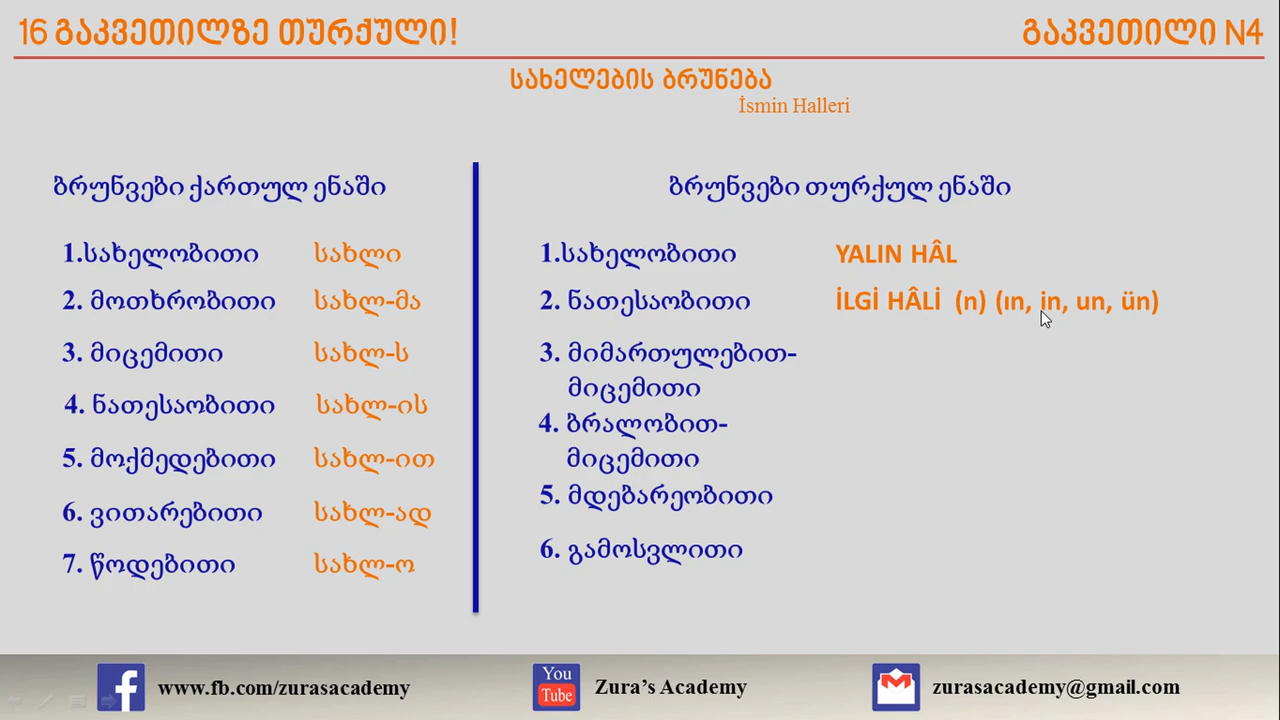 16 გაკვეთილზე თურქული!
გაკვეთილი N4
სახელების ბრუნება
İsmin Halleri
ბრუნვები ქართულ ენაში
1.სახელობითი სახლი
2. მოთხრობითი სახლ-მა
3. მიცემითი სახლ-ს
4. ნათესაობითი სახლ-ის
5. მოქმედებითი სახლ-ით
6. ვითარებითი სახლ-ად
7. წოდებითი სახლ-ო
ბრუნვები თურქულ ენაში
1.სახელობითი YALIN HÂL
2. ნათესაობითი İLGİ HÂLİ (n) (ın, in, un, ün)
3. მიმართულებით-
მიცემითი
4. ბრალობით-
მიცემითი
5. მდებარეობითი
6. გამოსვლითი
www.fb.com/zurasacademy
You
Tube
Zura’s Academy
zurasacademy@gmail.com